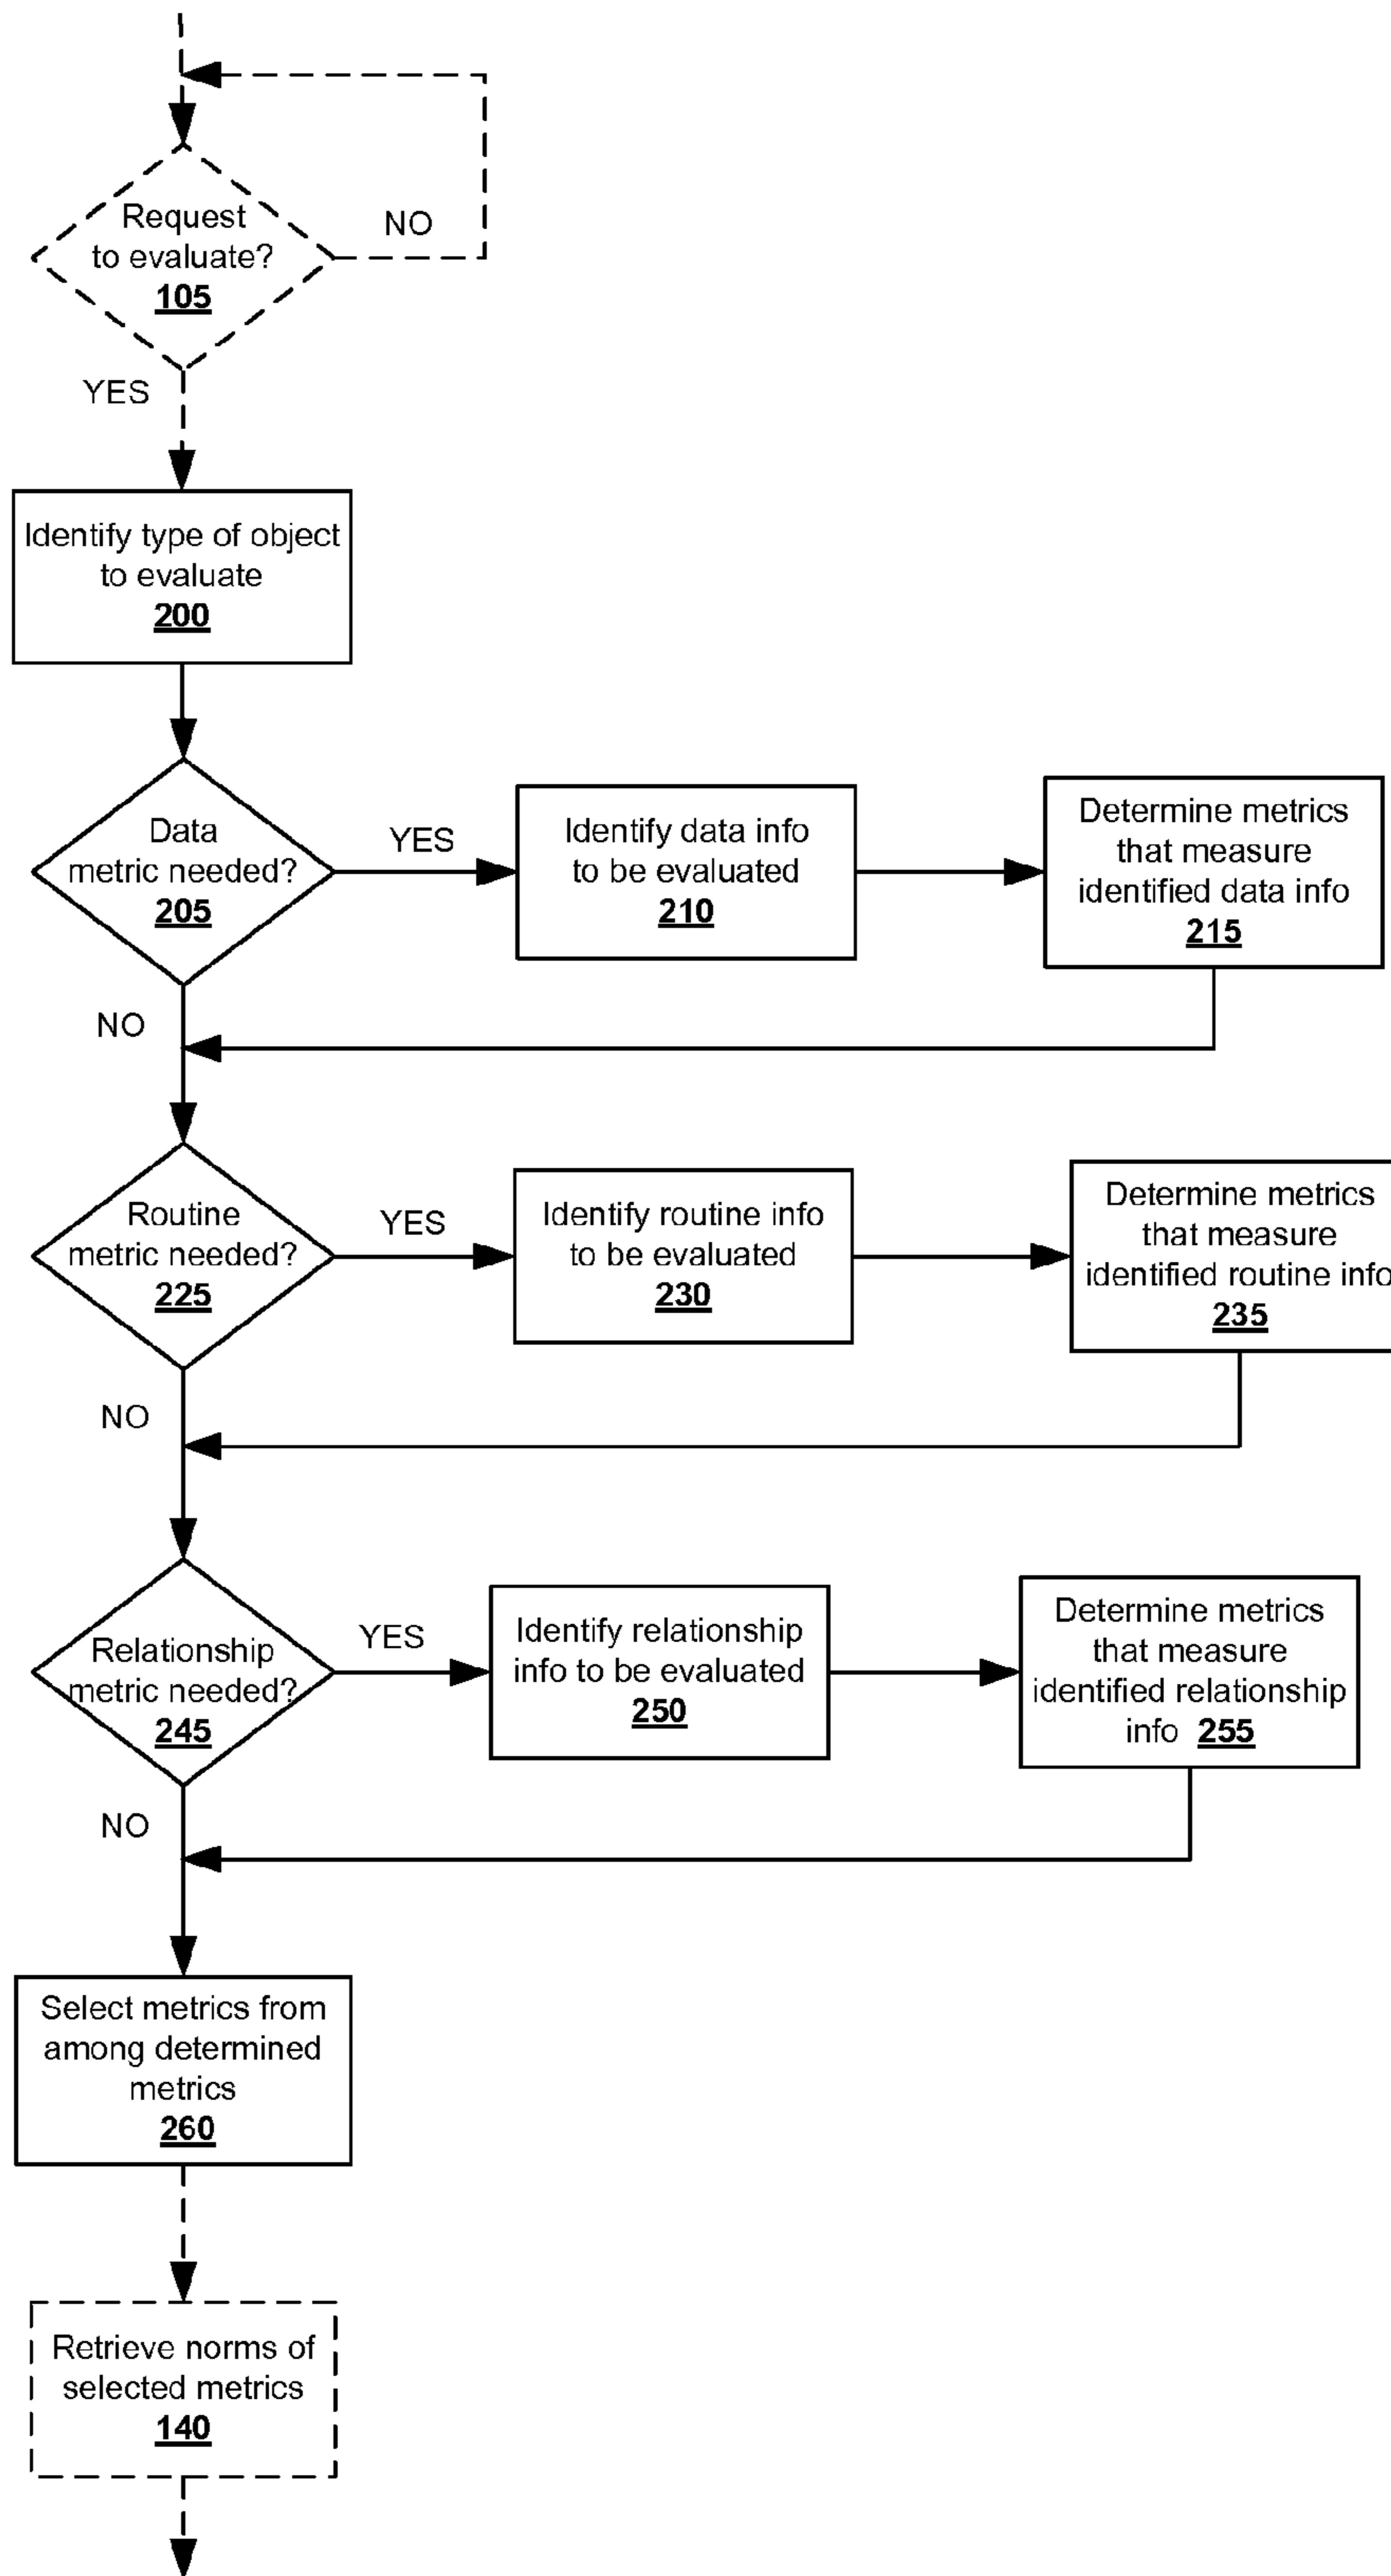 Request
to evaluate?
105
NO
YES
Identify type of object
to evaluate
200
Data
metric needed?
205
YES
Identify data info
to be evaluated
210
Determine metrics
that measure
identified data info
215
NO
Routine
metric needed?
225
YES
Identify routine info
to be evaluated
230
Determine metrics
that measure
identified routine info
235
NO
Relationship
metric needed?
245
YES
Identify relationship
info to be evaluated
250
Determine metrics
that measure
identified relationship
info 255
NO
Select metrics from
among determined
metrics
260
Retrieve norms of
selected metrics
140